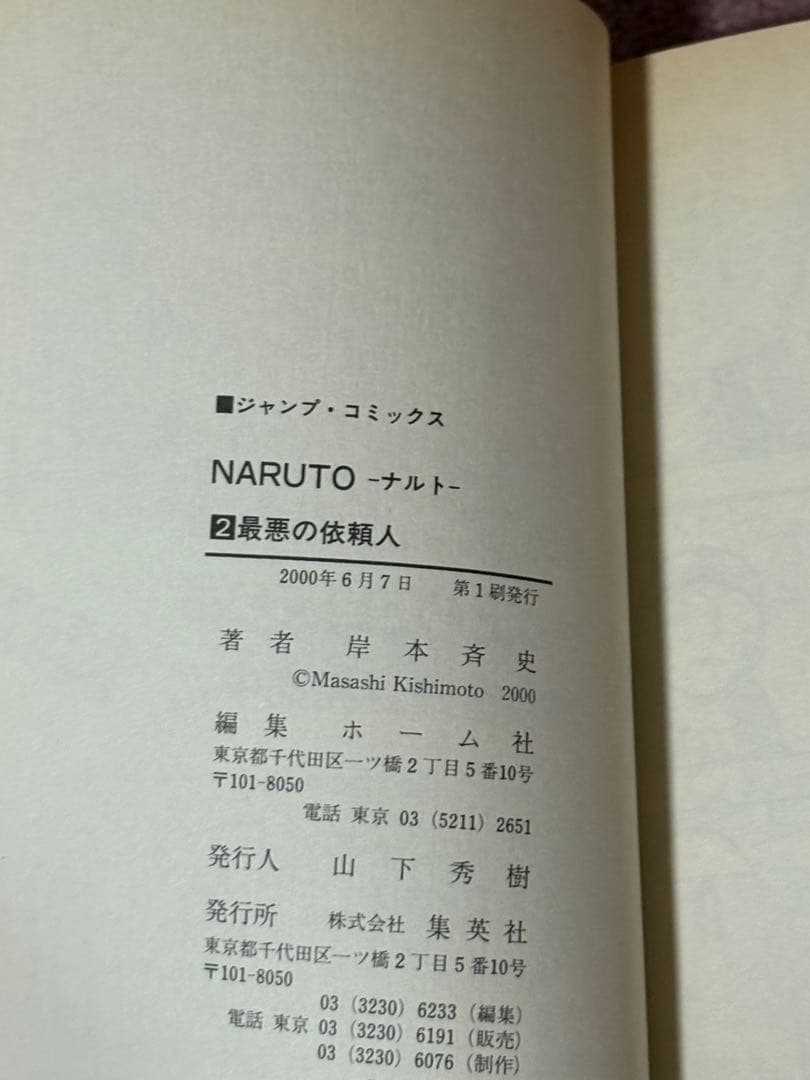 ■ジャンプ・コミックス
NARUTO -ナルト-
2最悪の依頼人
2000年6月7日 第1刷発行
著者 岸本斉史
©Masashi Kishimoto 2000
編集 ホーム社
東京都千代田区一ツ橋2丁目5番10号
〒101-8050
電話 東京 03 (5211) 2651
発行人 山下秀樹
発行所 株式会社 集英社
東京都千代田区一ツ橋2丁目5番10号
〒101-8050
03 (3230) 6233 (編集)
電話 東京 03 (3230) 6191 (販売)
03 (3230) 6076 (制作)